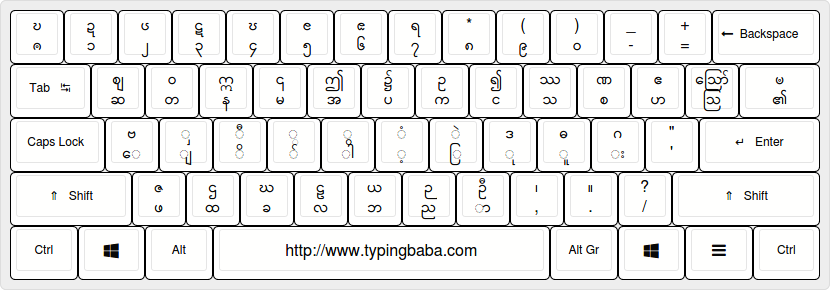 ဎ ဍ ၒ ဋ ၓ ၔ ၕ ရ * ( ) _ +
ၐ ၁ ၂ ၃ ၄ ၅ ၆ ၇ ၈ ၉ ၀ - = Backspace
ဈ ဝ ဣ ၎ ဤ ၌ ဥ ၍ ဿ ဏ ဧ ဪ ၑ
Tab ဆ တ န မ အ ပ က င သ စ ဟ ဩ ၏
ဗ ှ ီ ္ ွ ံ ဲ ဒ ဓ ဂ "
Caps Lock ေ ျ ိ ် ါ ့ ြ ု ူ း ' Enter
ဇ ဌ ဃ ဠ ယ ဉ ဦ ၊ ။ ?
Shift ဖ ထ ခ လ ဘ ည ာ , . / Shift
Ctrl Alt http://www.typingbaba.com Alt Gr Ctrl